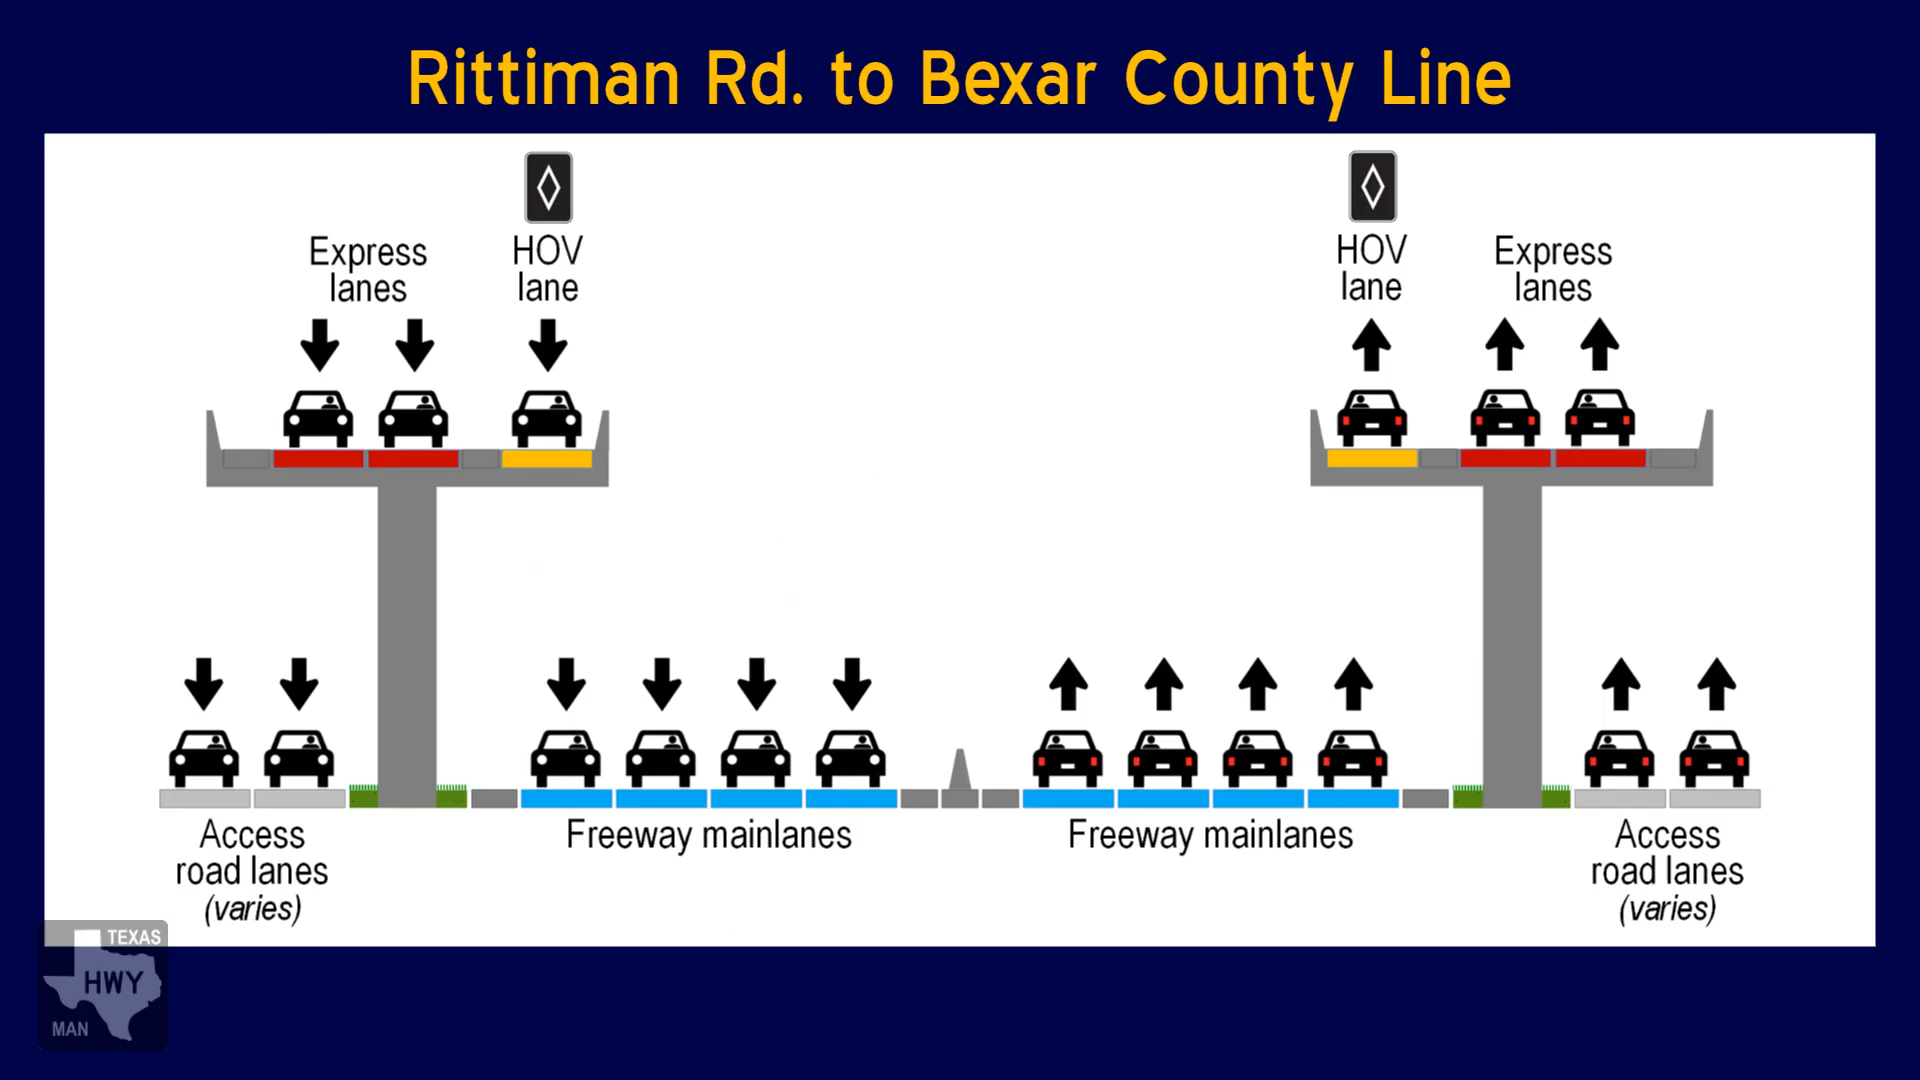 Rittiman Rd. to Bexar County Line
Express
lanes
HOV
lane
HOV
lane
Express
lanes
Access
road lanes
(varies)
Freeway mainlanes
Freeway mainlanes
Access
road lanes
(varies)
TEXAS
HWY
MAN